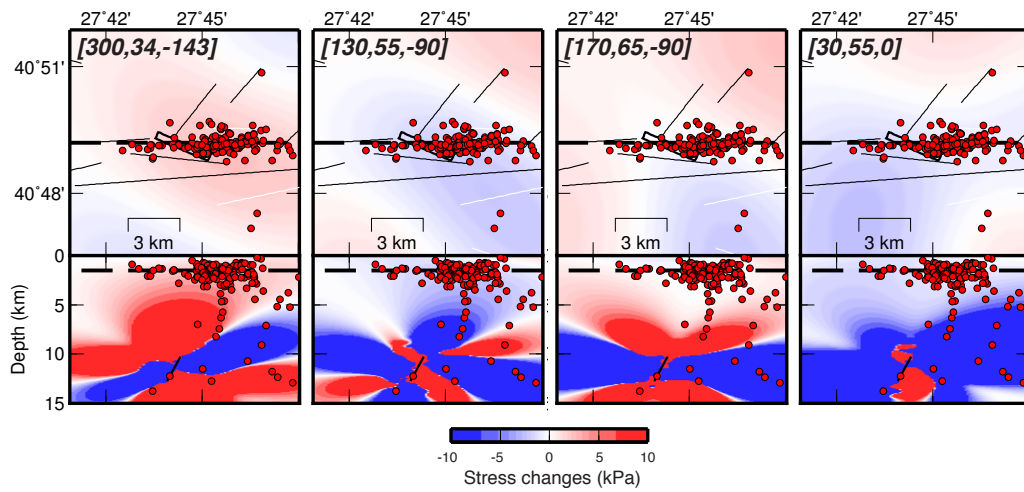 27˚42' 27˚45' 27˚42' 27˚45' 27˚42' 27˚45' 27˚42' 27˚45'
[300,34,-143] [130,55,-90] [170,65,-90] [30,55,0]
40˚51'
40˚48'
3 km 3 km 3 km 3 km
0
5
10
15
Depth (km)
-10 -5 0 5 10
Stress changes (kPa)